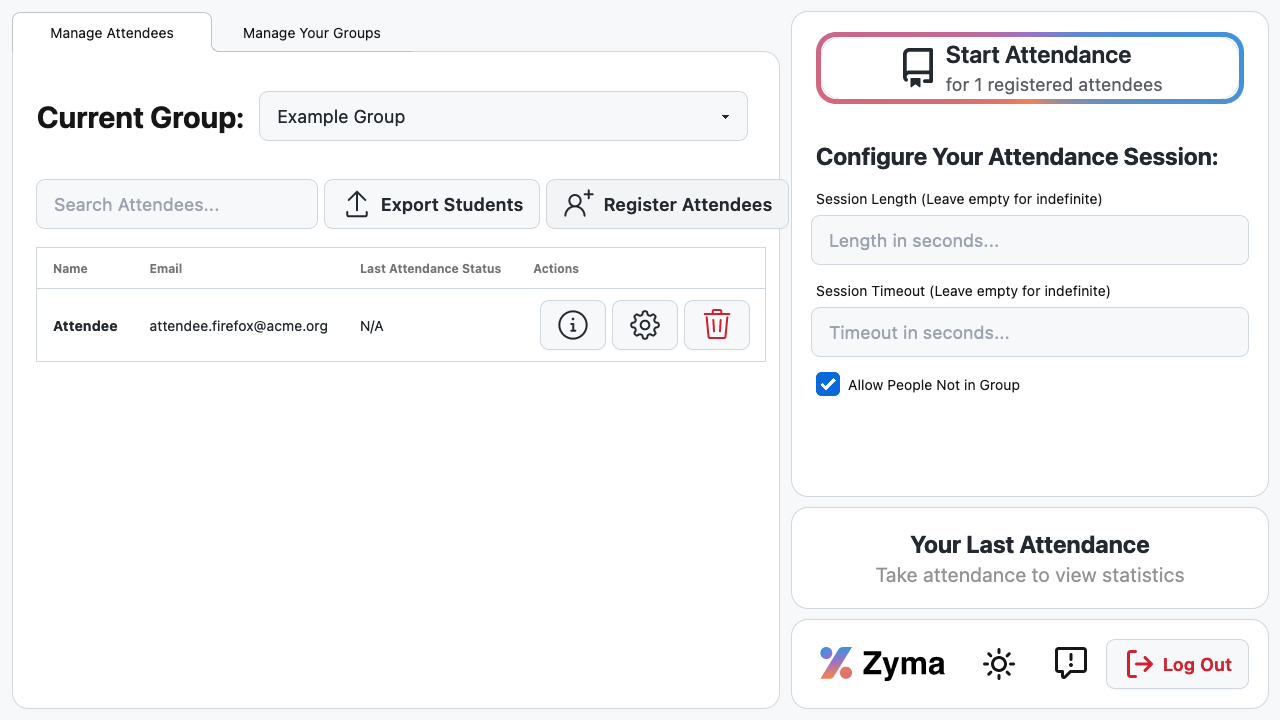 Manage Attendees
Manage Your Groups
Current Group:
Example Group
Search Attendees...
Export Students
Register Attendees
Name
Email
Last Attendance Status
Actions
Attendee
attendee.firefox@acme.org
N/A
Start Attendance
for 1 registered attendees
Configure Your Attendance Session:
Session Length (Leave empty for indefinite)
Length in seconds...
Session Timeout (Leave empty for indefinite)
Timeout in seconds...
Allow People Not in Group
Your Last Attendance
Take attendance to view statistics
Zyma
Log Out